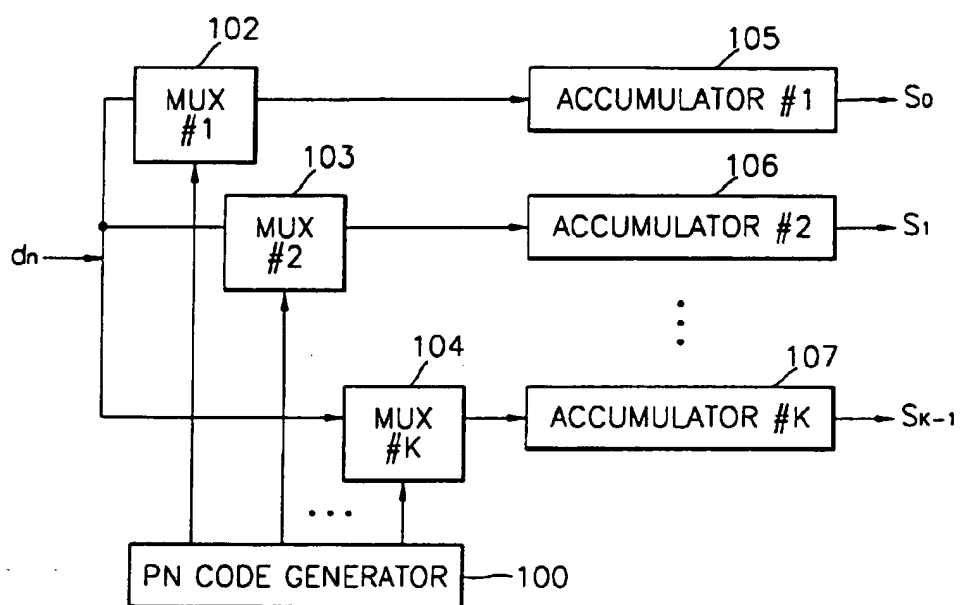 102
MUX
#1
105
ACCUMULATOR #1
S0
103
MUX
#2
106
ACCUMULATOR #2
S1
dn
104
MUX
#K
107
ACCUMULATOR #K
SK-1
PN CODE GENERATOR
100